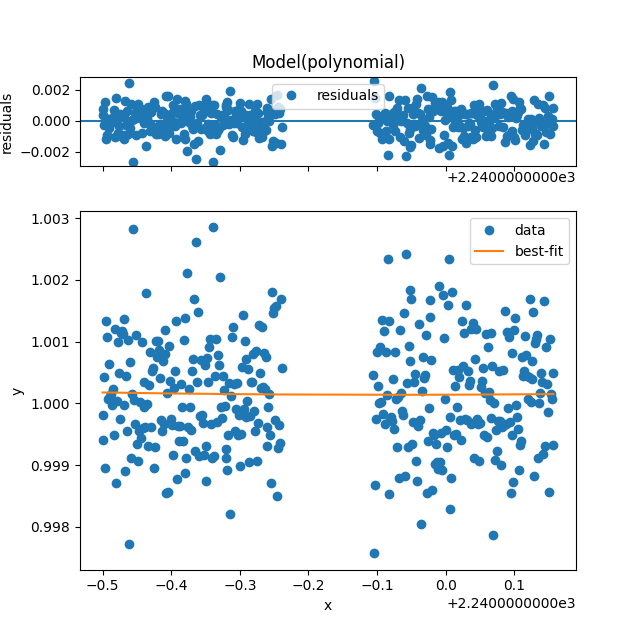 Model(polynomial)
residuals
0.002
0.000
−0.002
residuals
+2.2400000000e3
y
1.003
1.002
1.001
1.000
0.999
0.998
data
best-fit
−0.5
−0.4
−0.3
−0.2
−0.1
0.0
0.1
x
+2.2400000000e3